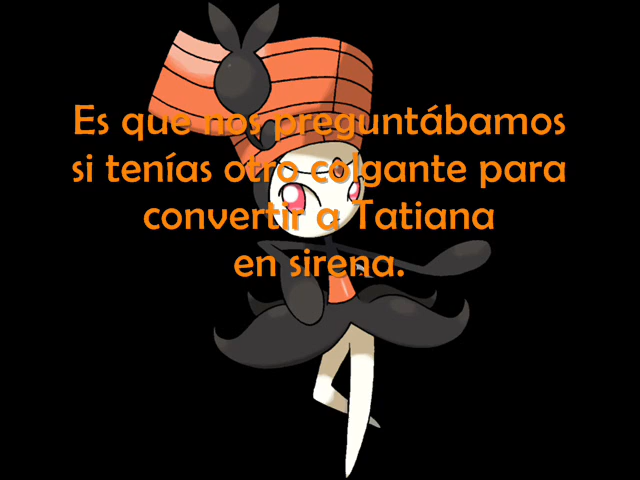 Es que nos preguntábamos
si tenías otro colgante para
convertir a Tatiana
en sirena.